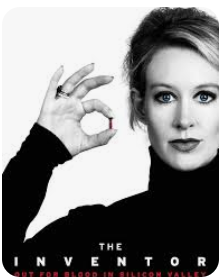 THE
INVENTOR
OUT FOR BLOOD IN SILICON VALLEY